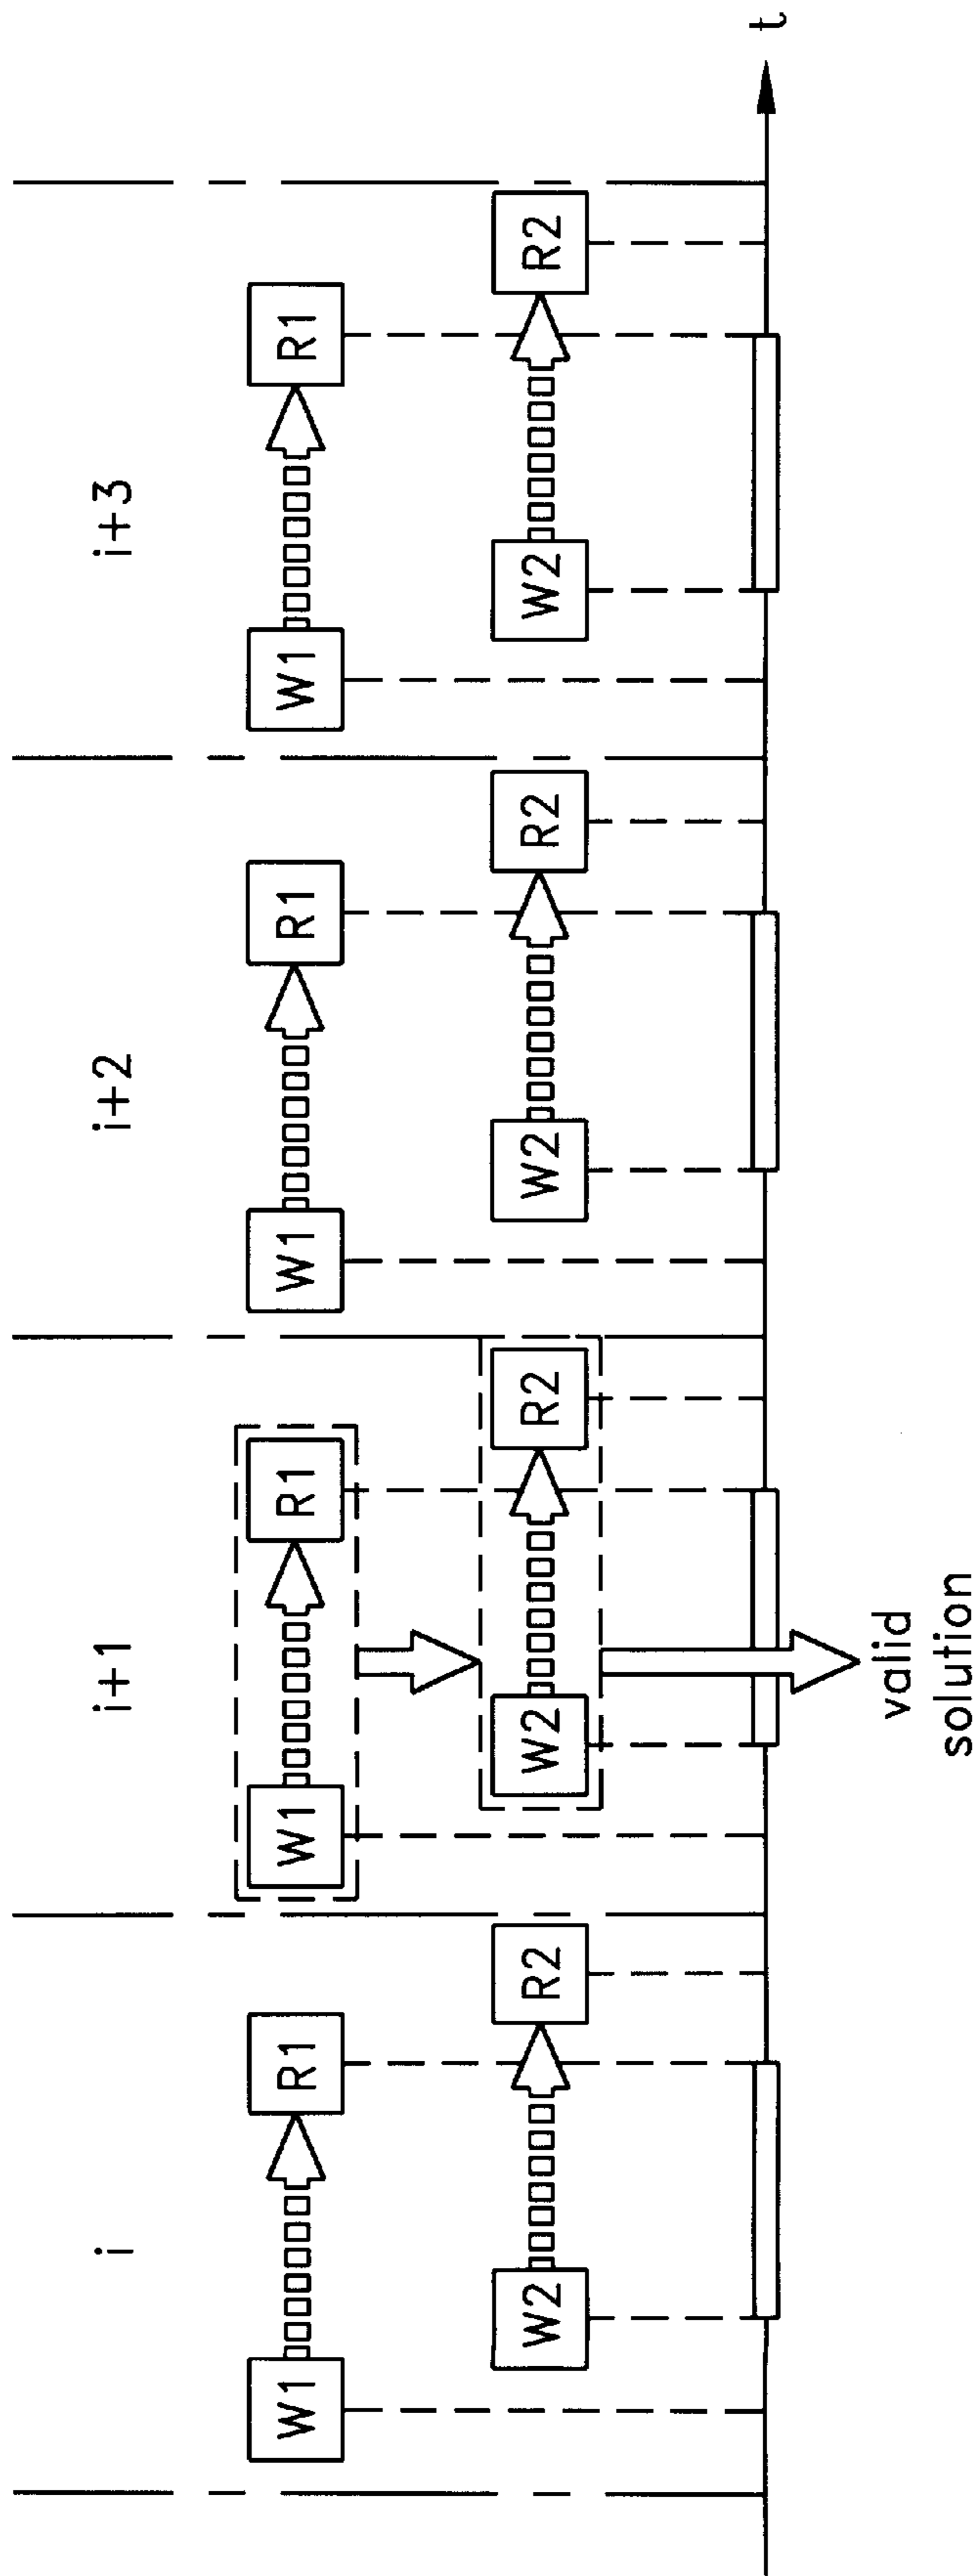 i i+1 i+2 i+3
W1 R1 W1 R1 W1 R1 W1 R1
W2 R2 W2 R2 W2 R2 W2 R2
t
valid
solution